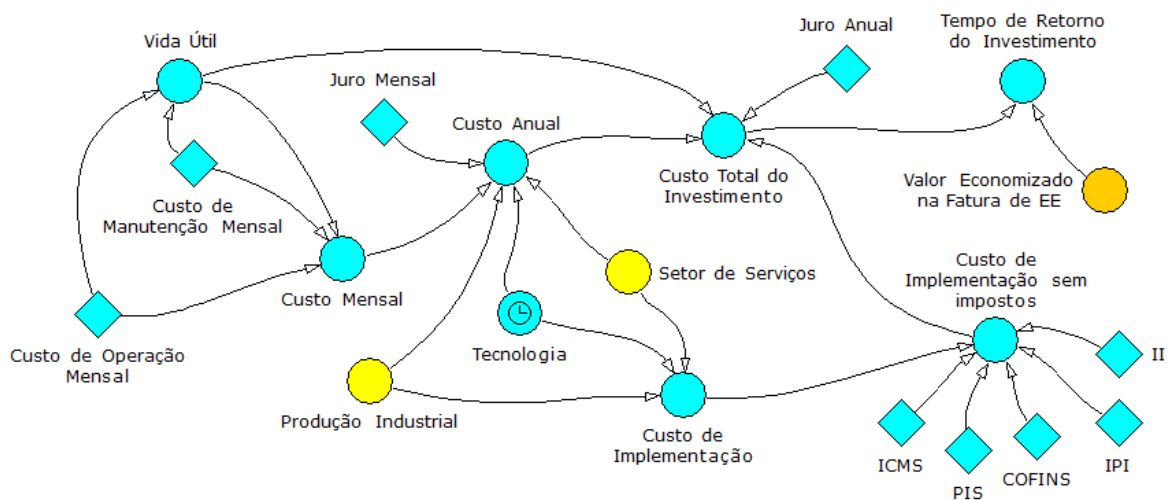 Vida Útil
Juro Anual
Tempo de Retorno
do Investimento
Juro Mensal
Custo Anual
Custo Total do
Investimento
Valor Economizado
na Fatura de EE
Custo de
Manutenção Mensal
Custo Mensal
Setor de Serviços
Custo de
Implementação sem
impostos
Custo de Operação
Mensal
Tecnologia
II
Produção Industrial
Custo de
Implementação
ICMS
PIS
COFINS
IPI